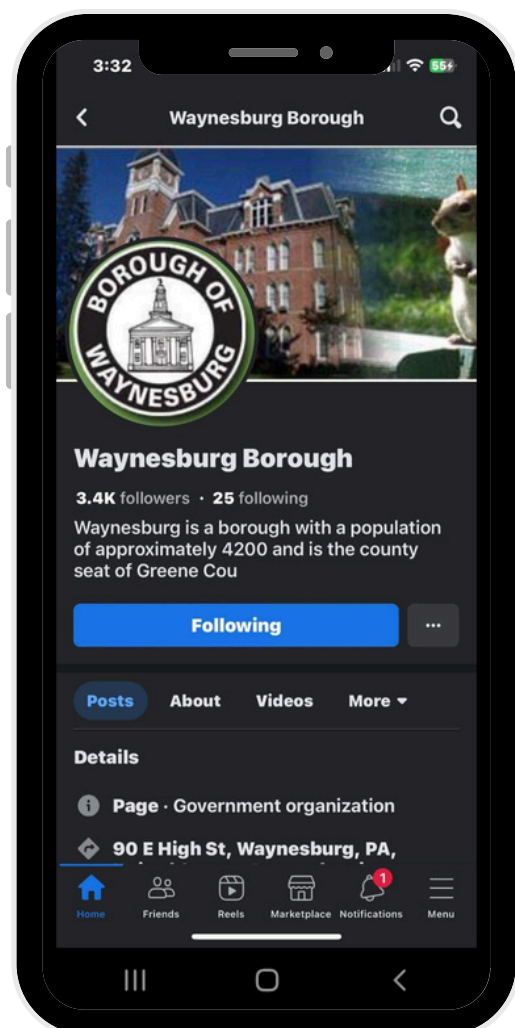 3:32
55
Waynesburg Borough
BOROUGH OF
WAYNESBURG
Waynesburg Borough
3.4K followers · 25 following
Waynesburg is a borough with a population
of approximately 4200 and is the county
seat of Greene Cou
Following
Posts About Videos More
Details
Page · Government organization
90 E High St, Waynesburg, PA,
1
Home Friends Reels Marketplace Notifications Menu